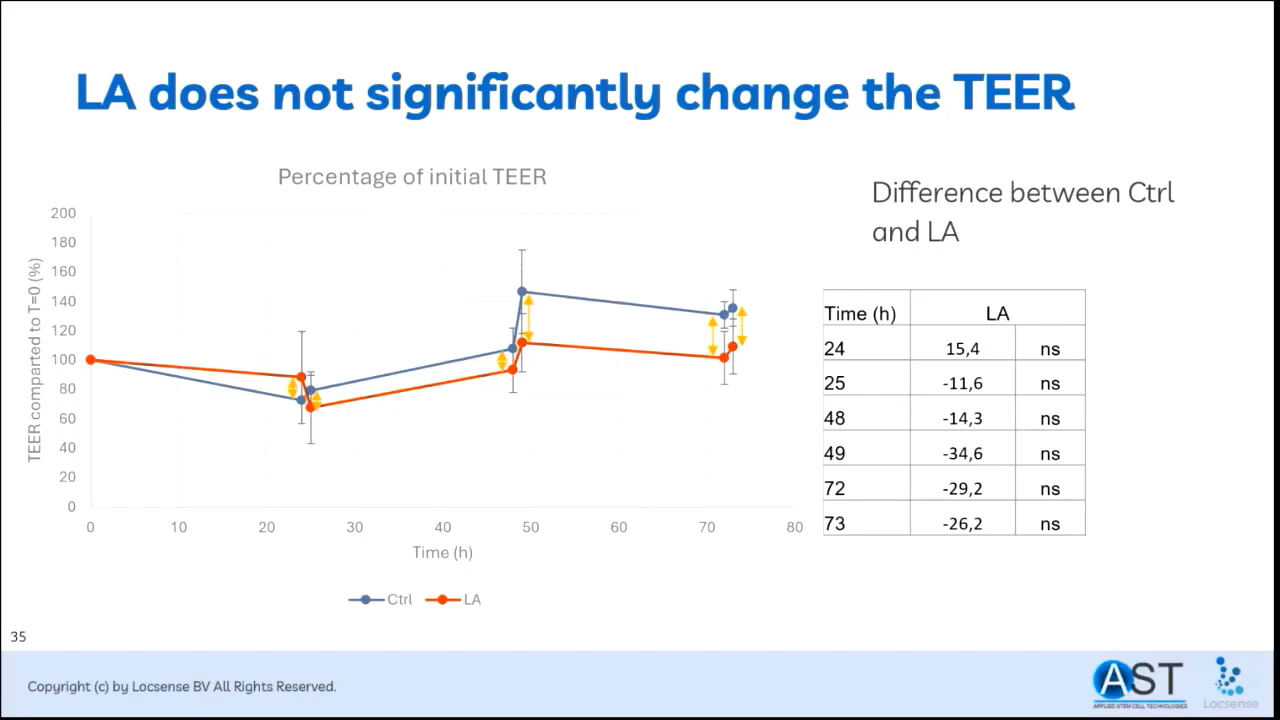 LA does not significantly change the TEER
Percentage of initial TEER
TEER comparted to T=0 (%)
200
180
160
140
120
100
80
60
40
20
0
0 10 20 30 40 50 60 70 80
Time (h)
Ctrl LA
Difference between Ctrl
and LA
Time (h) LA
24 15,4 ns
25 -11,6 ns
48 -14,3 ns
49 -34,6 ns
72 -29,2 ns
73 -26,2 ns
35
Copyright (c) by Locsense BV All Rights Reserved.
AST
APPLIED STEM CELL TECHNOLOGIES
Locsense